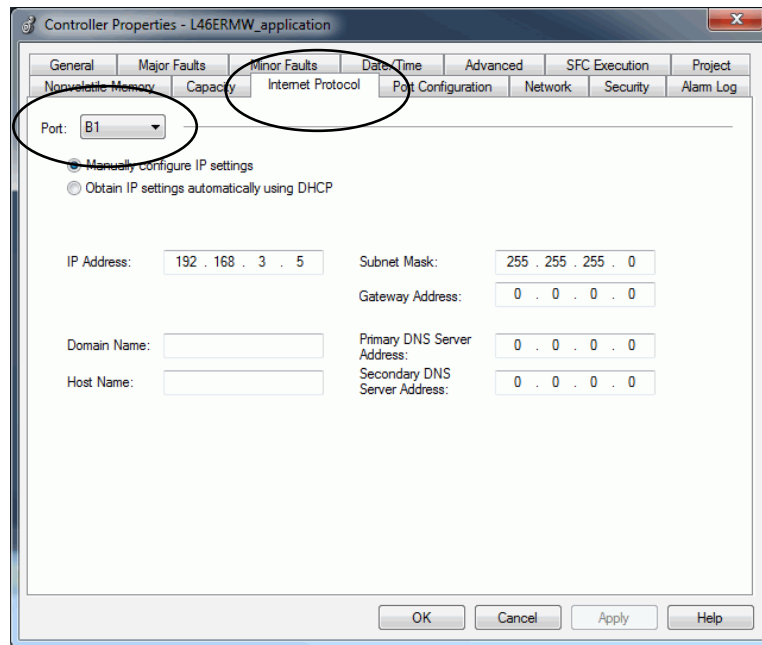 Controller Properties - L46ERMW_application
General Major Faults Minor Faults Date/Time Advanced SFC Execution Project
Nonvolatile Memory Capacity Internet Protocol Port Configuration Network Security Alarm Log
Port: B1
Manually configure IP settings
Obtain IP settings automatically using DHCP
IP Address: 192 . 168 . 3 . 5 Subnet Mask: 255 . 255 . 255 . 0
Gateway Address: 0 . 0 . 0 . 0
Domain Name: Primary DNS Server
Address: 0 . 0 . 0 . 0
Host Name: Secondary DNS
Server Address: 0 . 0 . 0 . 0
OK Cancel Apply Help